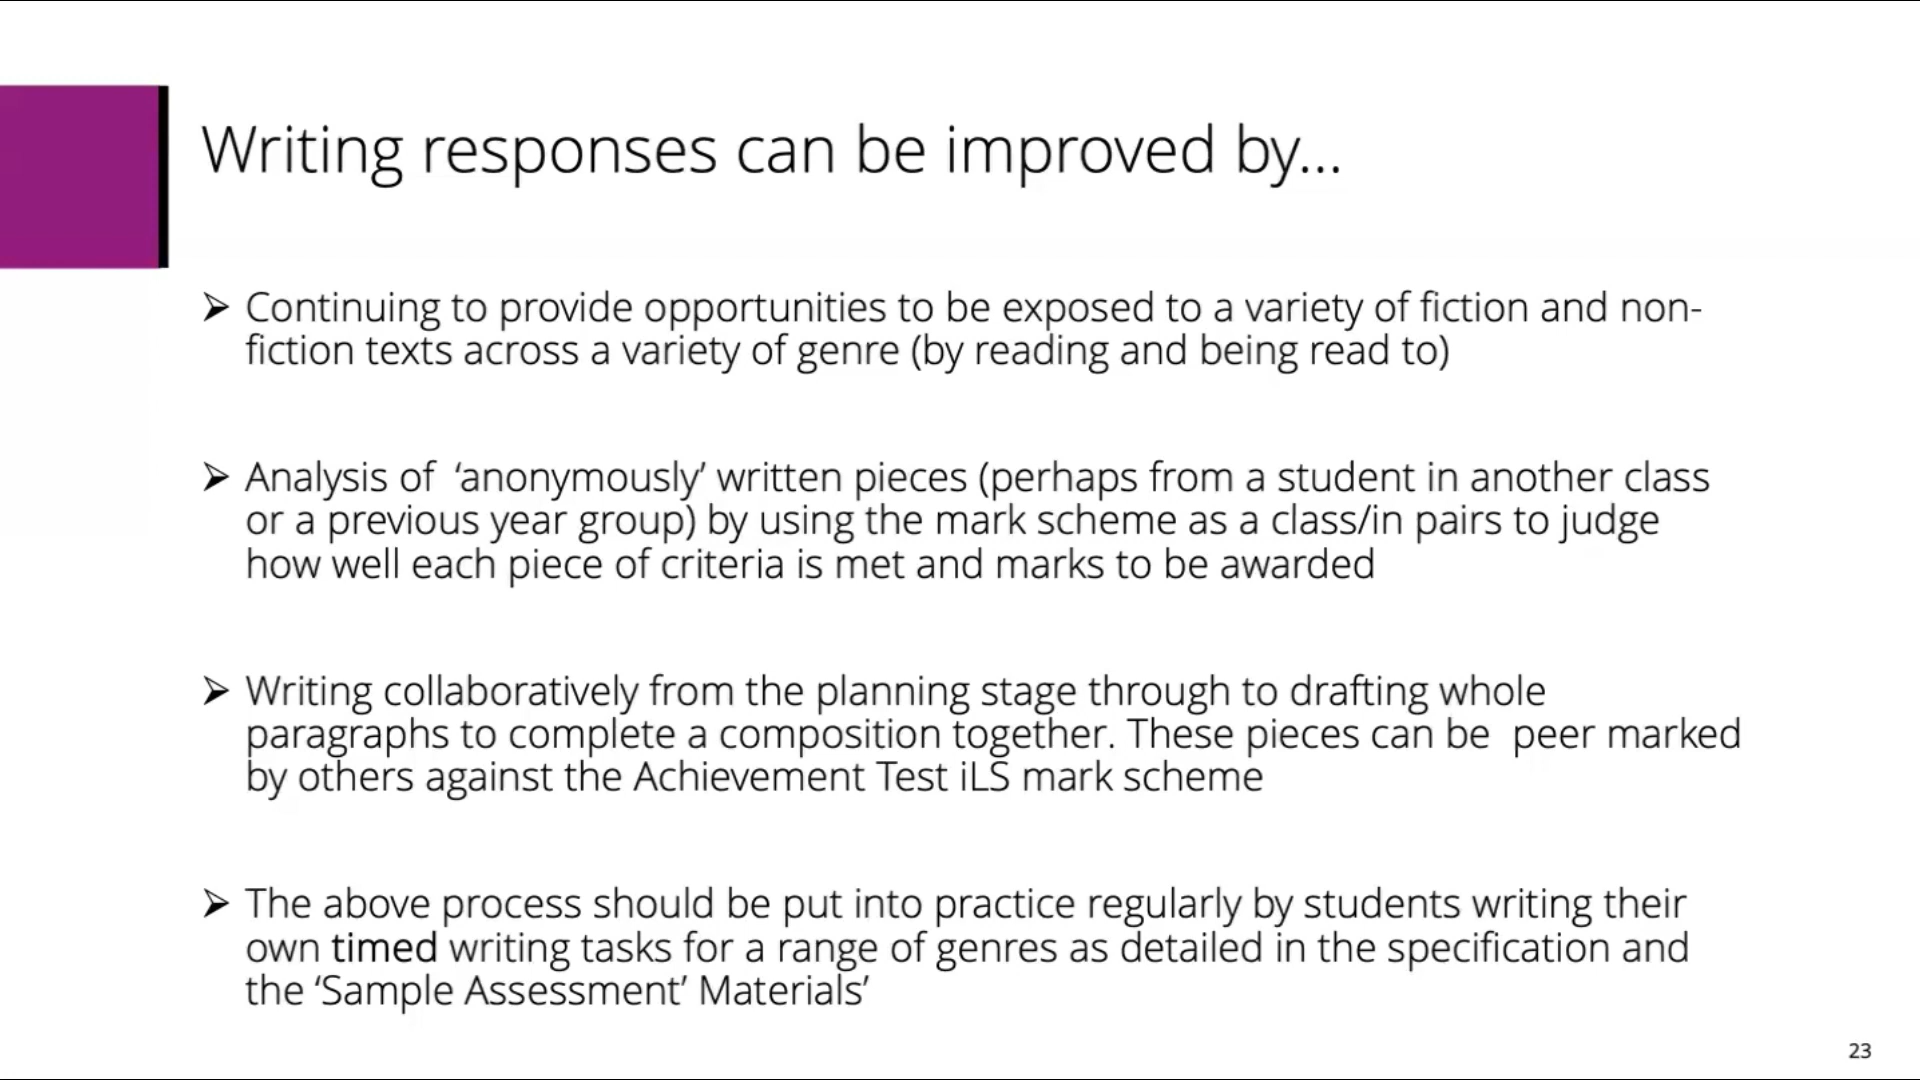 Writing responses can be improved by...
➢ Continuing to provide opportunities to be exposed to a variety of fiction and non-
fiction texts across a variety of genre (by reading and being read to)
➢ Analysis of  ‘anonymously’ written pieces (perhaps from a student in another class
or a previous year group) by using the mark scheme as a class/in pairs to judge
how well each piece of criteria is met and marks to be awarded
➢ Writing collaboratively from the planning stage through to drafting whole
paragraphs to complete a composition together. These pieces can be  peer marked
by others against the Achievement Test iLS mark scheme
➢ The above process should be put into practice regularly by students writing their
own timed writing tasks for a range of genres as detailed in the specification and
the ‘Sample Assessment’ Materials’
23